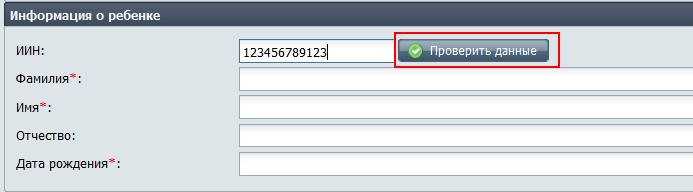 Информация о ребенке
ИИН: 123456789123 Проверить данные
Фамилия*:
Имя*:
Отчество:
Дата рождения*: